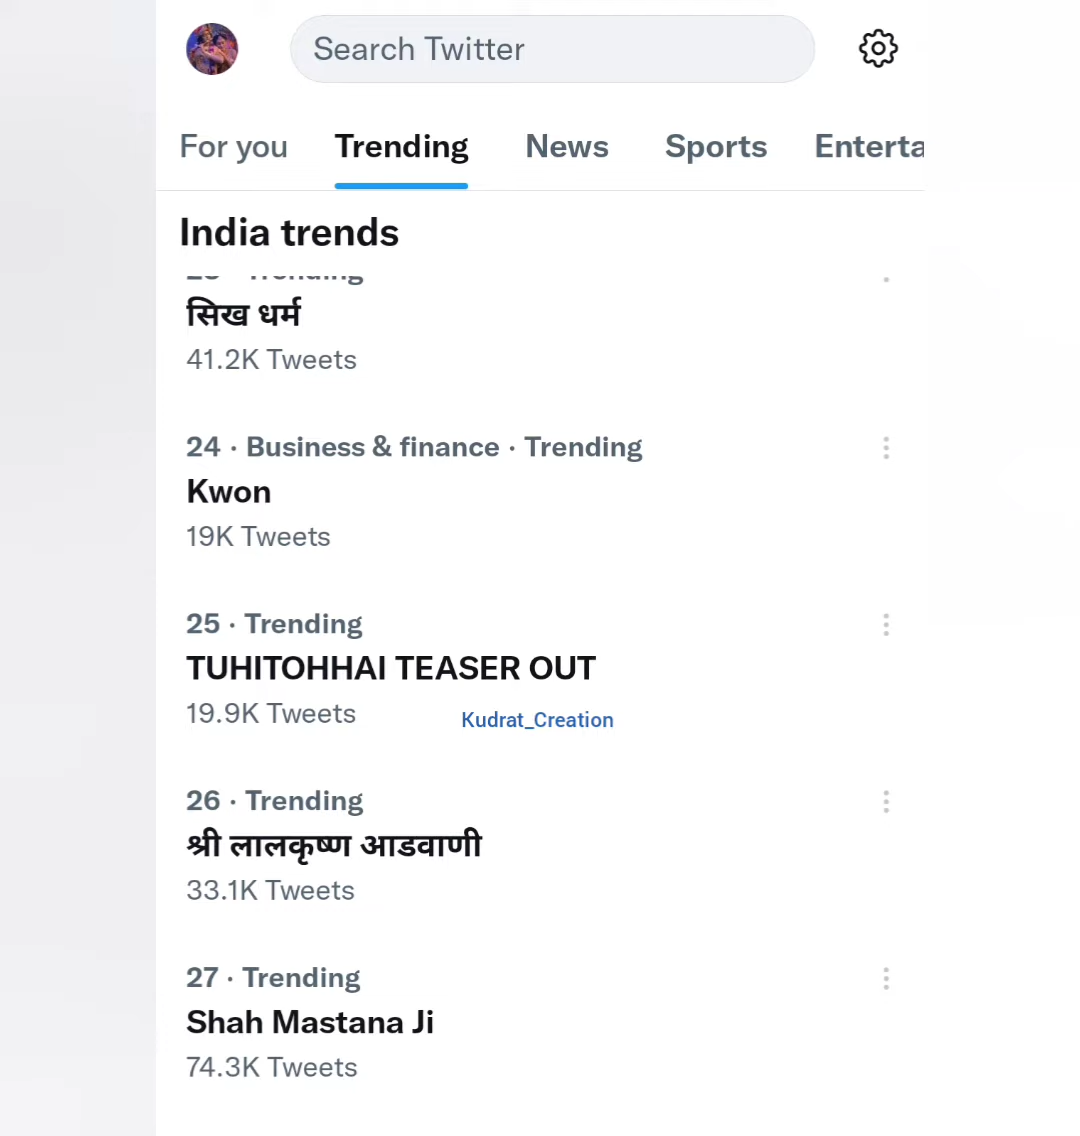 Search Twitter
For you Trending News Sports Enterta
India trends
Trending
सिख धर्म
41.2K Tweets
24 · Business & finance · Trending
Kwon
19K Tweets
25 · Trending
TUHITOHHAI TEASER OUT
19.9K Tweets
Kudrat_Creation
26 · Trending
श्री लालकृष्ण आडवाणी
33.1K Tweets
27 · Trending
Shah Mastana Ji
74.3K Tweets